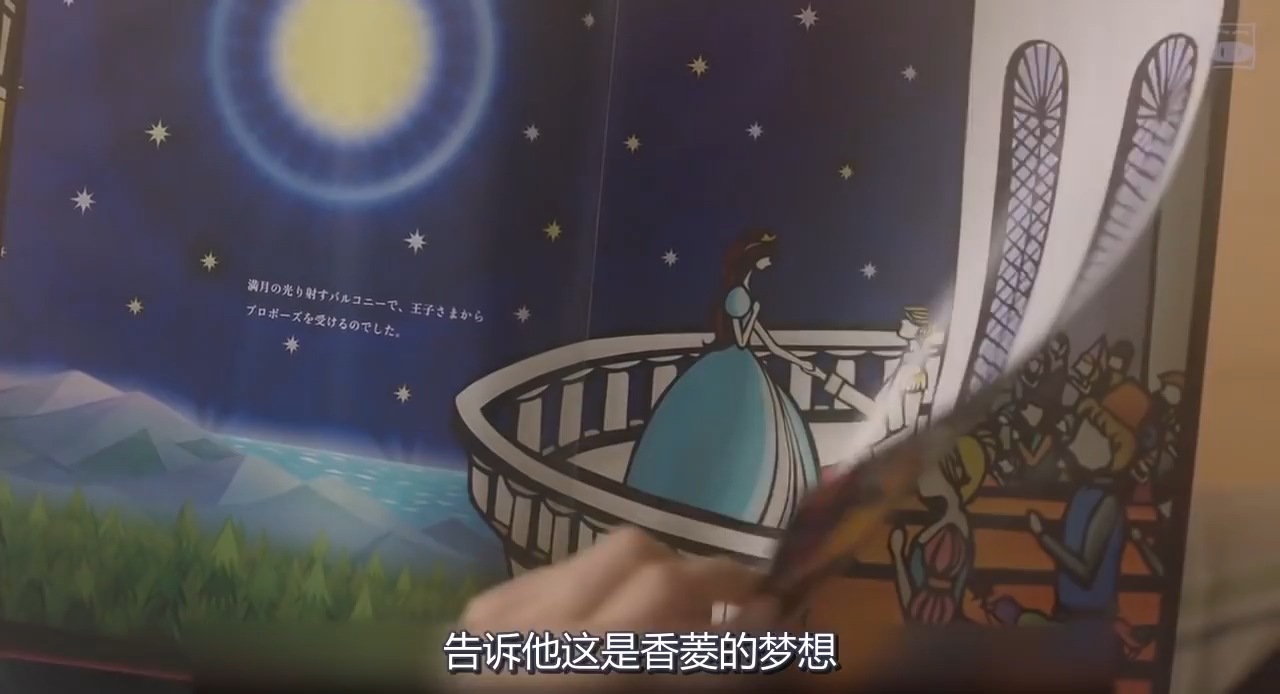 満月の光り射すバルコニーで、王子さまから
プロポーズを受けるのでした。
告诉他这是香菱的梦想